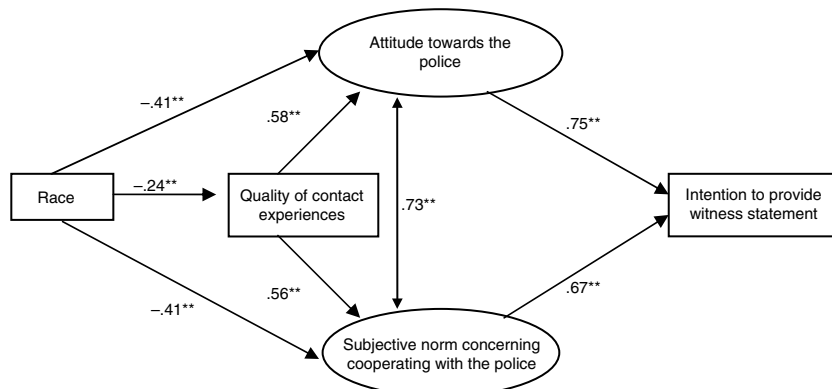 Attitude towards the
police
–.41**
.58**
.75**
Race
–.24**
Quality of contact
experiences
.73**
Intention to provide
witness statement
.56**
.67**
–.41**
Subjective norm concerning
cooperating with the police